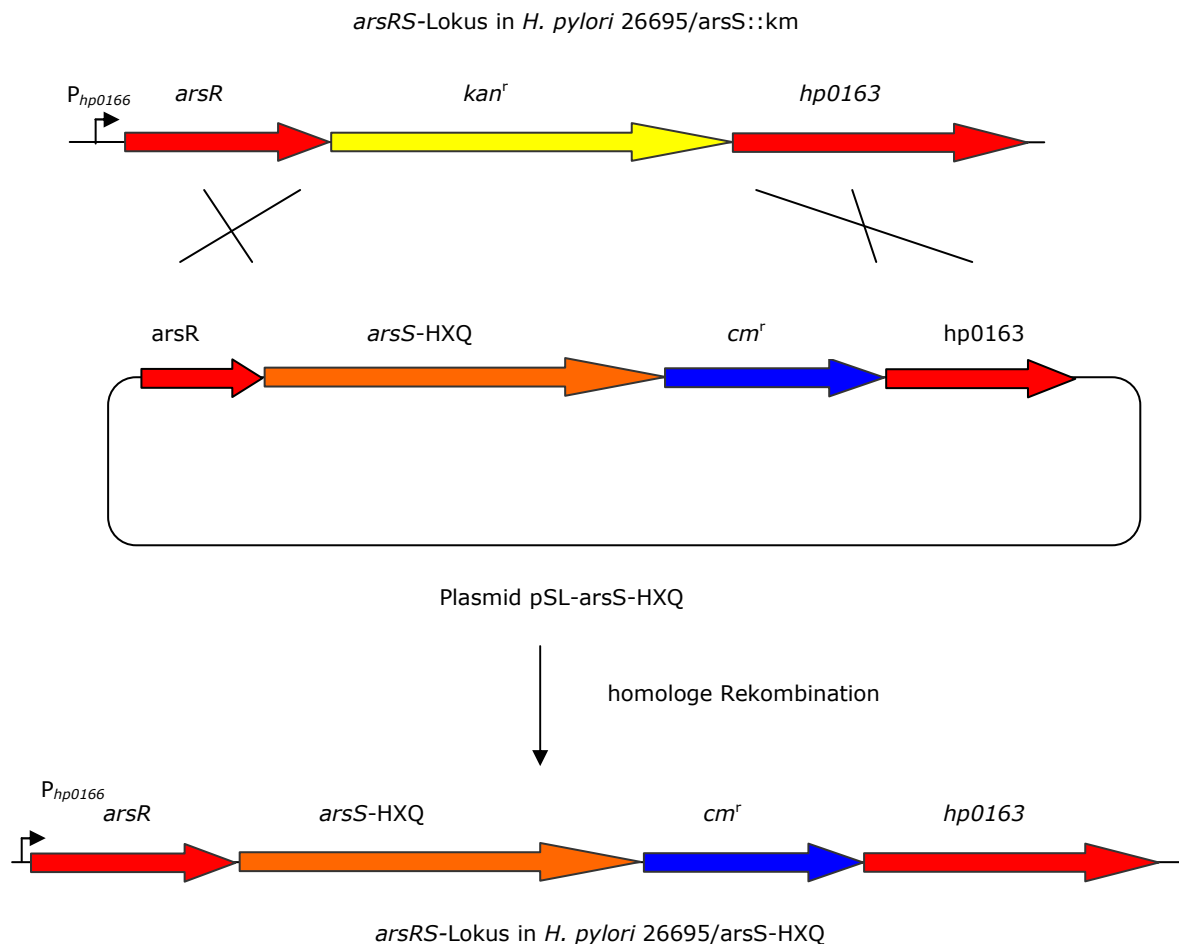 arsRS-Lokus in H. pylori 26695/arsS::km
Php0166 arsR kanr hp0163
arsR arsS-HXQ cmr hp0163
Plasmid pSL-arsS-HXQ
homologe Rekombination
Php0166
arsR arsS-HXQ cmr hp0163
arsRS-Lokus in H. pylori 26695/arsS-HXQ